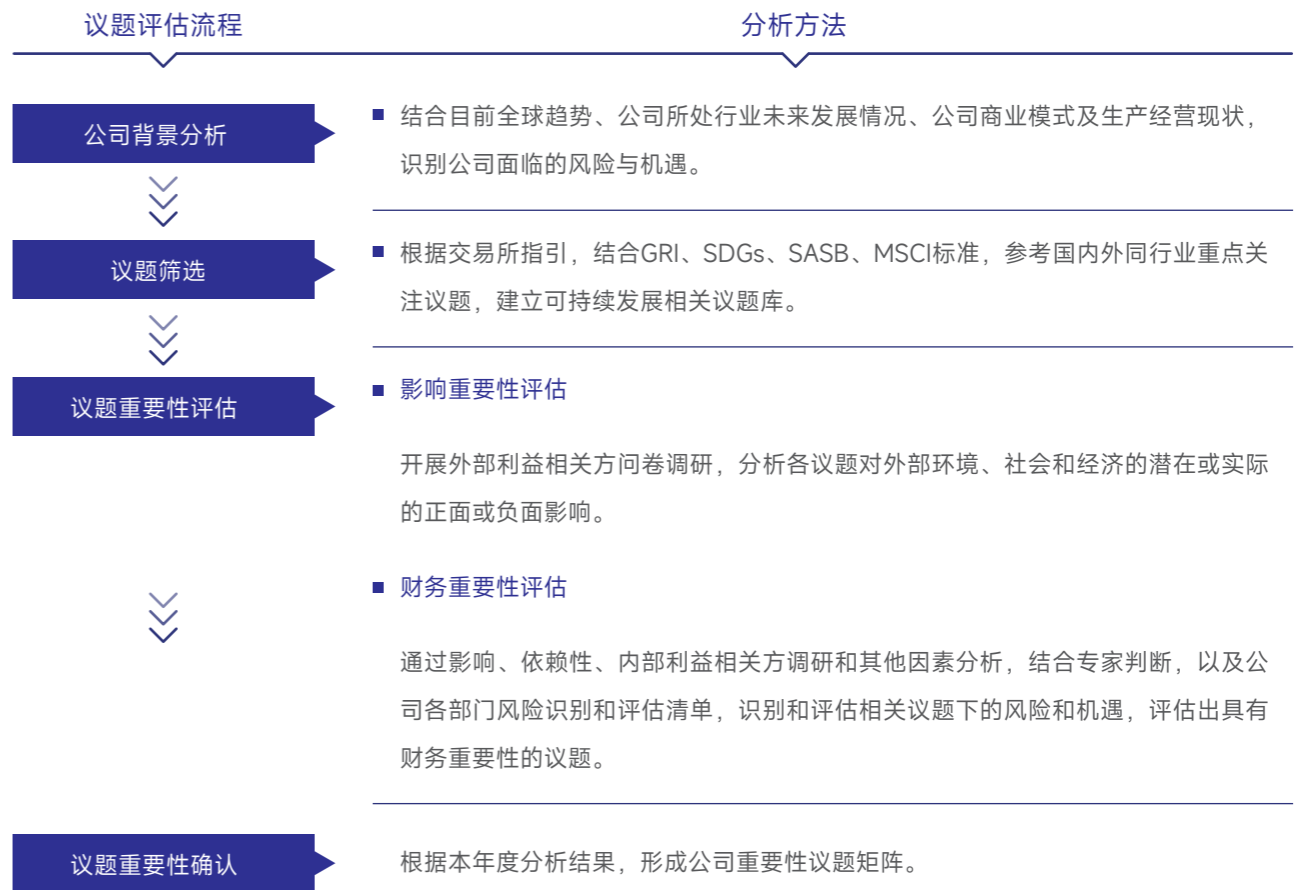 议题评估流程
分析方法
公司背景分析
结合目前全球趋势、公司所处行业未来发展情况、公司商业模式及生产经营现状，
识别公司面临的风险与机遇。
议题筛选
根据交易所指引，结合GRI、SDGs、SASB、MSCI标准，参考国内外同行业重点关
注议题，建立可持续发展相关议题库。
议题重要性评估
影响重要性评估
开展外部利益相关方问卷调研，分析各议题对外部环境、社会和经济的潜在或实际
的正面或负面影响。
财务重要性评估
通过影响、依赖性、内部利益相关方调研和其他因素分析，结合专家判断，以及公
司各部门风险识别和评估清单，识别和评估相关议题下的风险和机遇，评估出具有
财务重要性的议题。
议题重要性确认
根据本年度分析结果，形成公司重要性议题矩阵。